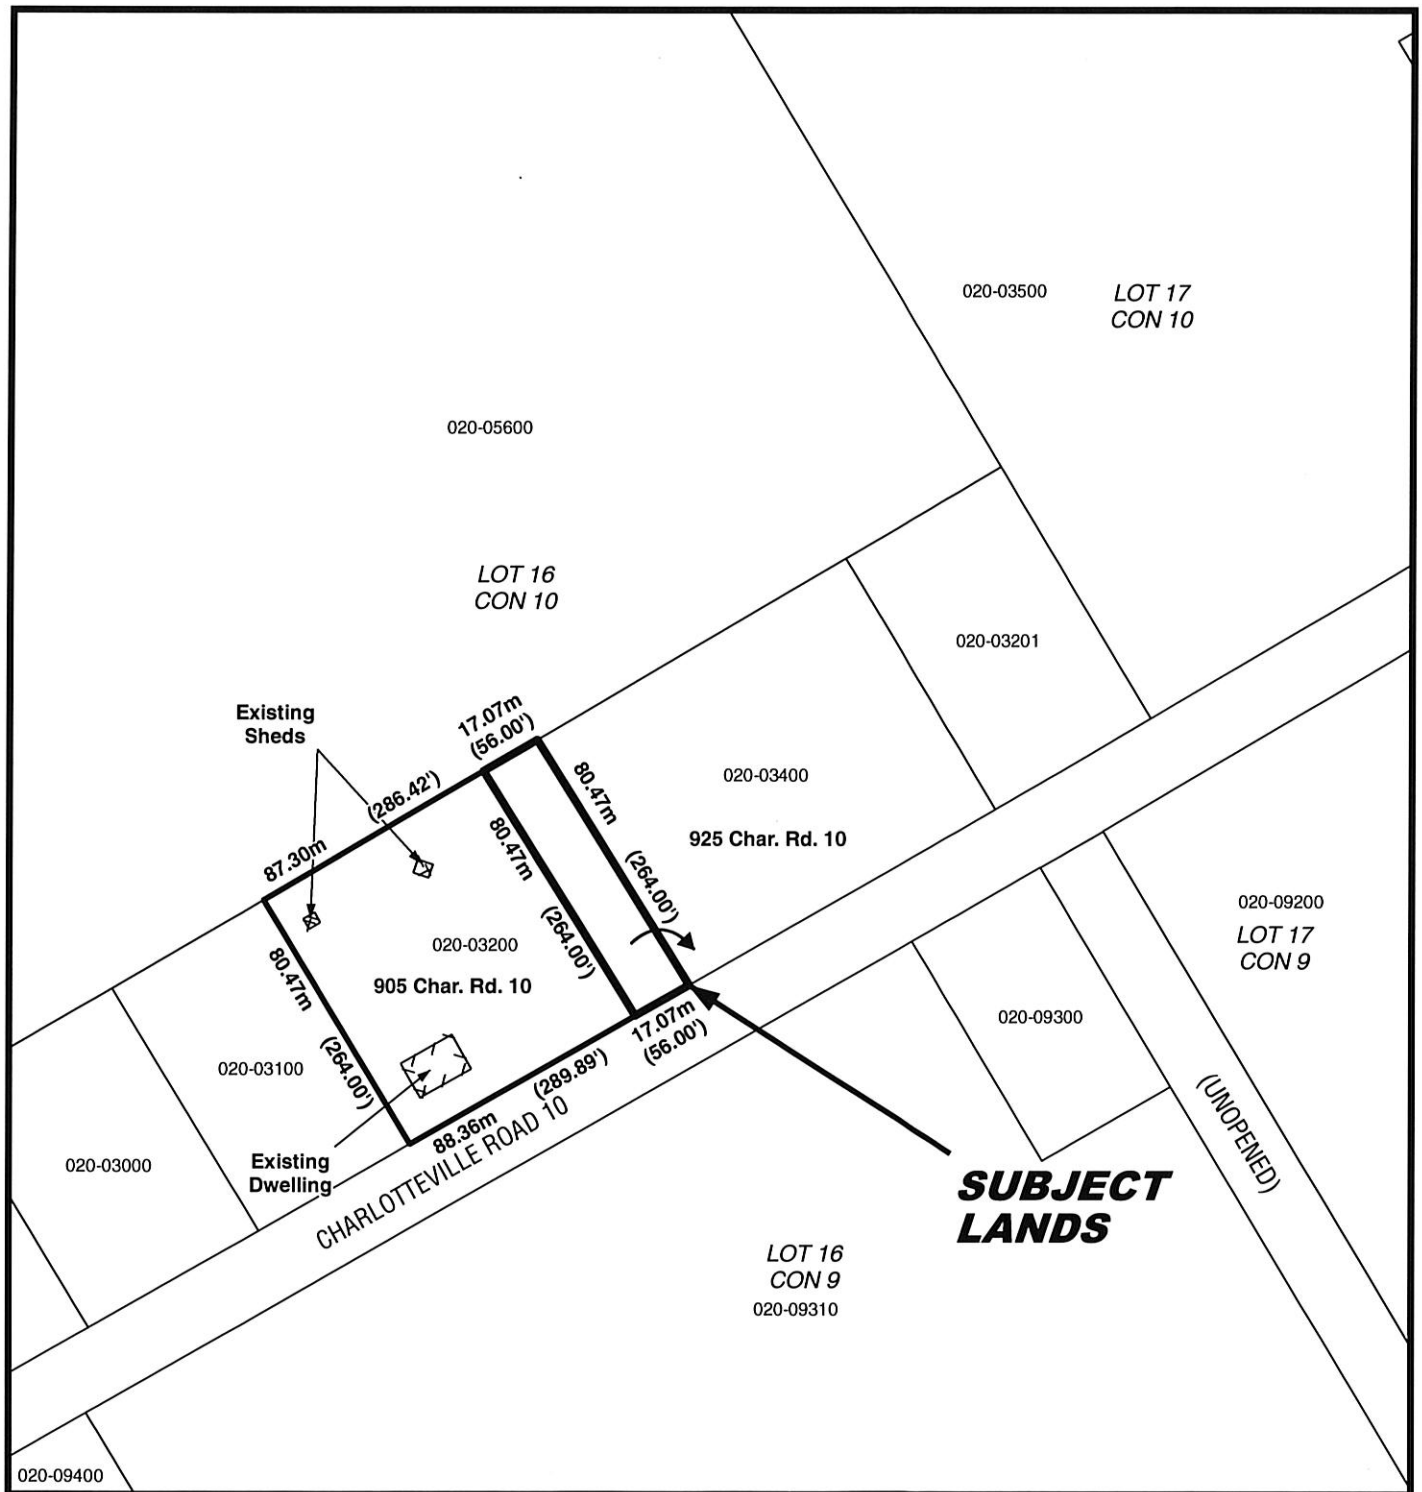 020-03500
LOT 17
CON 10
020-05600
LOT 16
CON 10
020-03201
Existing
Sheds
17.07m
(56.00')
87.30m (286.42')
80.47m (264.00')
80.47m (264.00')
020-03400
925 Char. Rd. 10
020-03200
905 Char. Rd. 10
80.47m (264.00')
020-09200
LOT 17
CON 9
020-09300
17.07m
(56.00')
020-03100
88.36m (289.89')
CHARLOTTEVILLE ROAD 10
020-03000
Existing
Dwelling
(UNOPENED)
SUBJECT
LANDS
LOT 16
CON 9
020-09310
020-09400